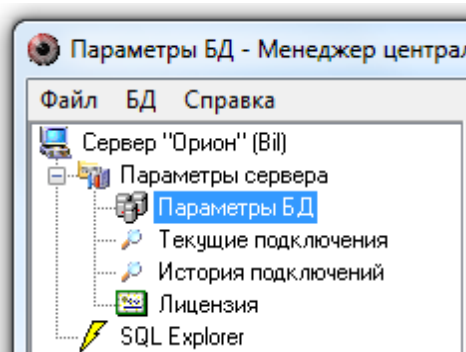 Параметры БД - Менеджер
Файл БД Справка
Сервер "Орион" (Bil)
Параметры сервера
Параметры БД
Текущие подключения
История подключений
Лицензия
SQL Explorer